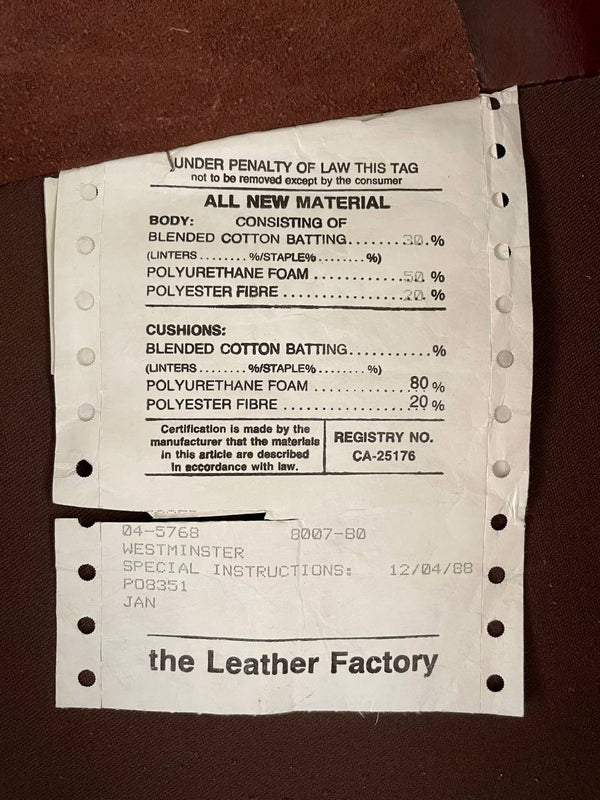 UNDER PENALTY OF LAW THIS TAG
not to be removed except by the consumer
ALL NEW MATERIAL
BODY: CONSISTING OF
BLENDED COTTON BATTING.......30.%
(LINTERS ........ %/STAPLE% ........ %)
POLYURETHANE FOAM ............50.%
POLYESTER FIBRE ................20.%
CUSHIONS:
BLENDED COTTON BATTING..........%
(LINTERS ........ %/STAPLE% ........ %)
POLYURETHANE FOAM ............80%
POLYESTER FIBRE ................20%
Certification is made by the
manufacturer that the materials
in this article are described
in accordance with law.
REGISTRY NO.
CA-25176
04-5768 8007-80
WESTMINSTER
SPECIAL INSTRUCTIONS: 12/04/88
PO8351
JAN
the Leather Factory